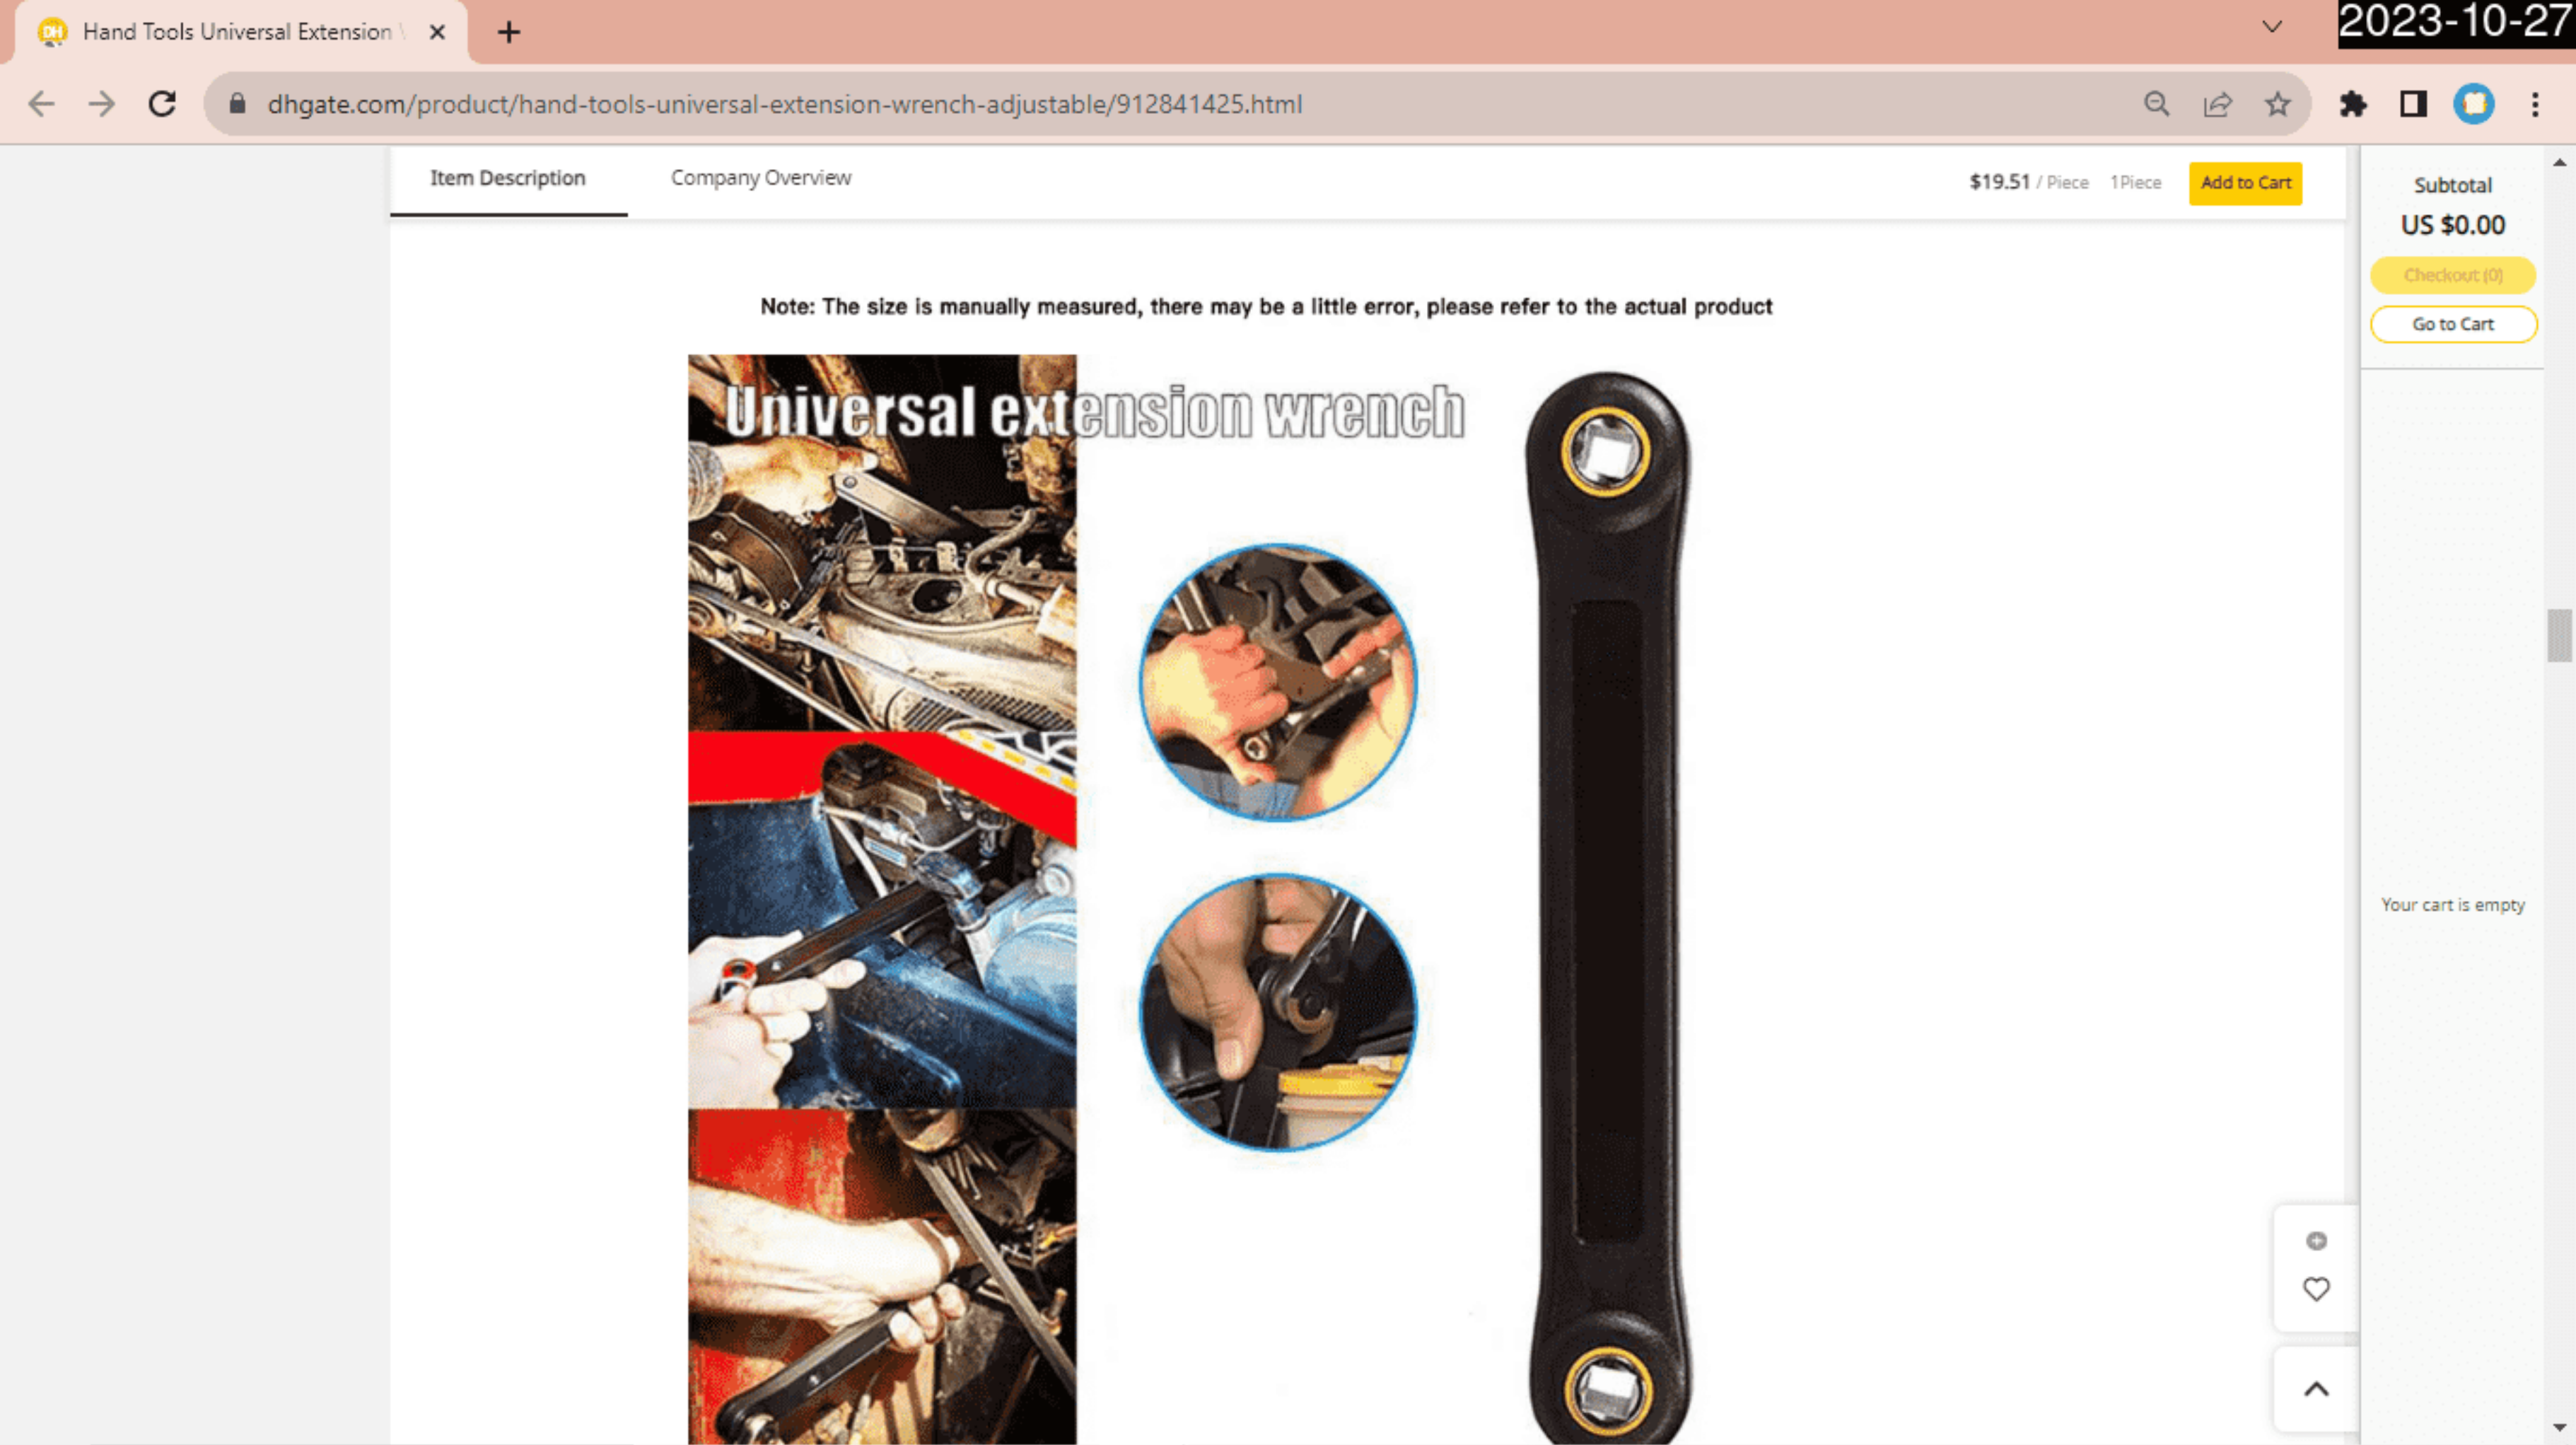 Hand Tools Universal Extension
2023-10-27
dhgate.com/product/hand-tools-universal-extension-wrench-adjustable/912841425.html
Item Description
Company Overview
$19.51 / Piece 1Piece
Add to Cart
Subtotal
US $0.00
Checkout (0)
Go to Cart
Note: The size is manually measured, there may be a little error, please refer to the actual product
Universal extension wrench
Your cart is empty